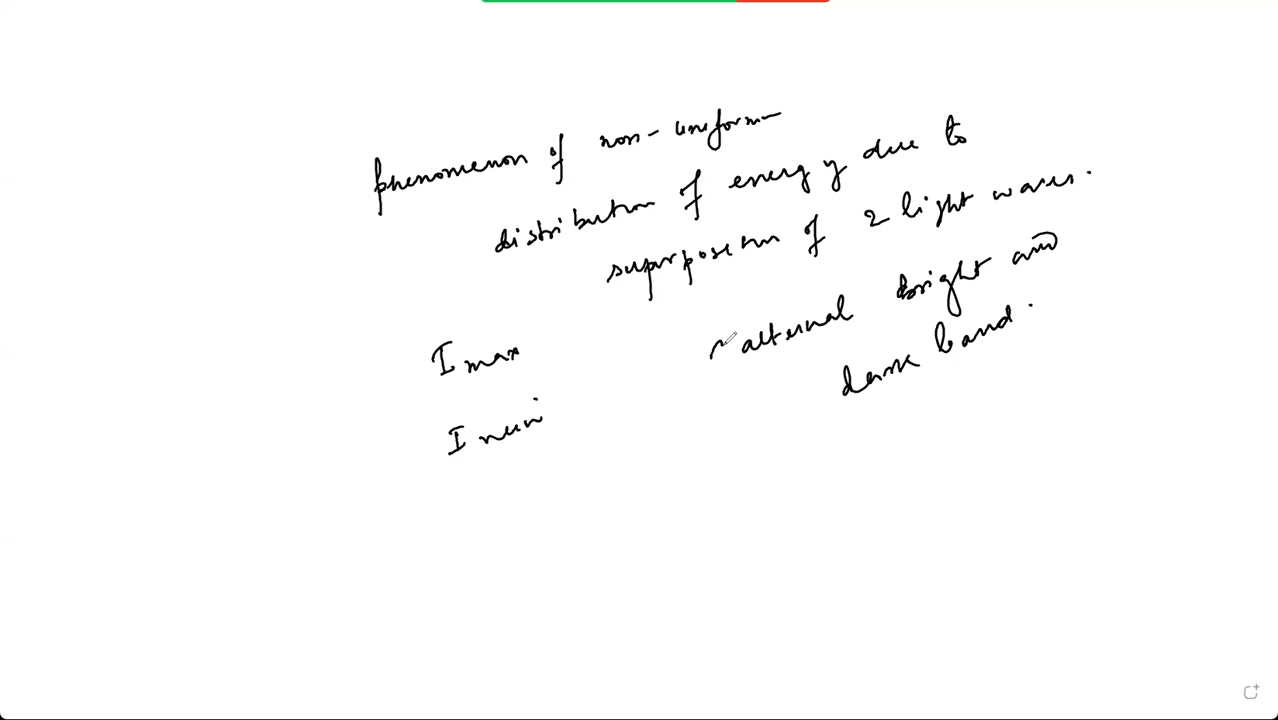 phenomenon of non-uniform
distribution of energy due to
superposition of 2 light waves.
I max
alternal bright and
dark band.
I min